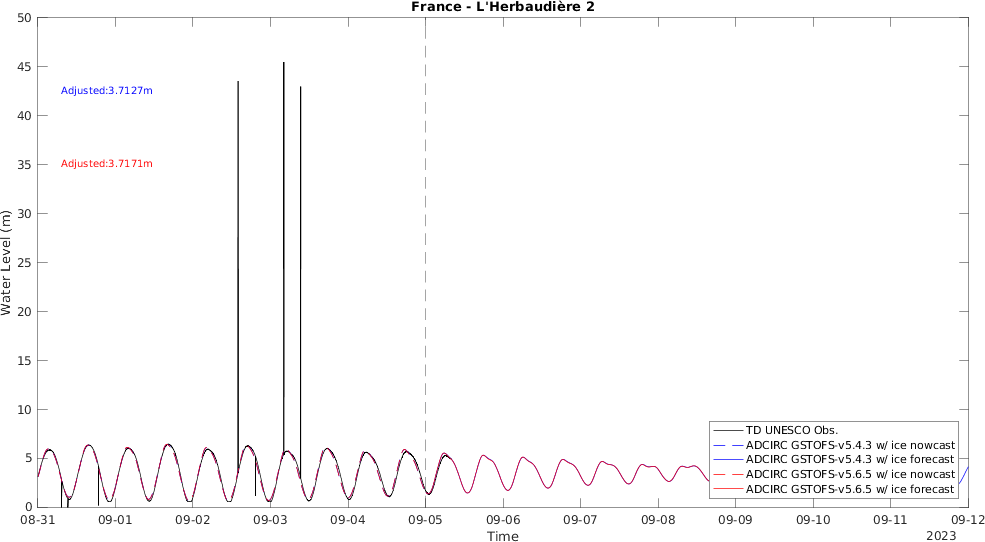 France - L'Herbaudière 2
Water Level (m)
50
45
40
35
30
25
20
15
10
5
0
Adjusted:3.7127m
Adjusted:3.7171m
TD UNESCO Obs.
ADCIRC GSTOFS-v5.4.3 w/ ice nowcast
ADCIRC GSTOFS-v5.4.3 w/ ice forecast
ADCIRC GSTOFS-v5.6.5 w/ ice nowcast
ADCIRC GSTOFS-v5.6.5 w/ ice forecast
08-31 09-01 09-02 09-03 09-04 09-05 09-06 09-07 09-08 09-09 09-10 09-11 09-12
Time
2023